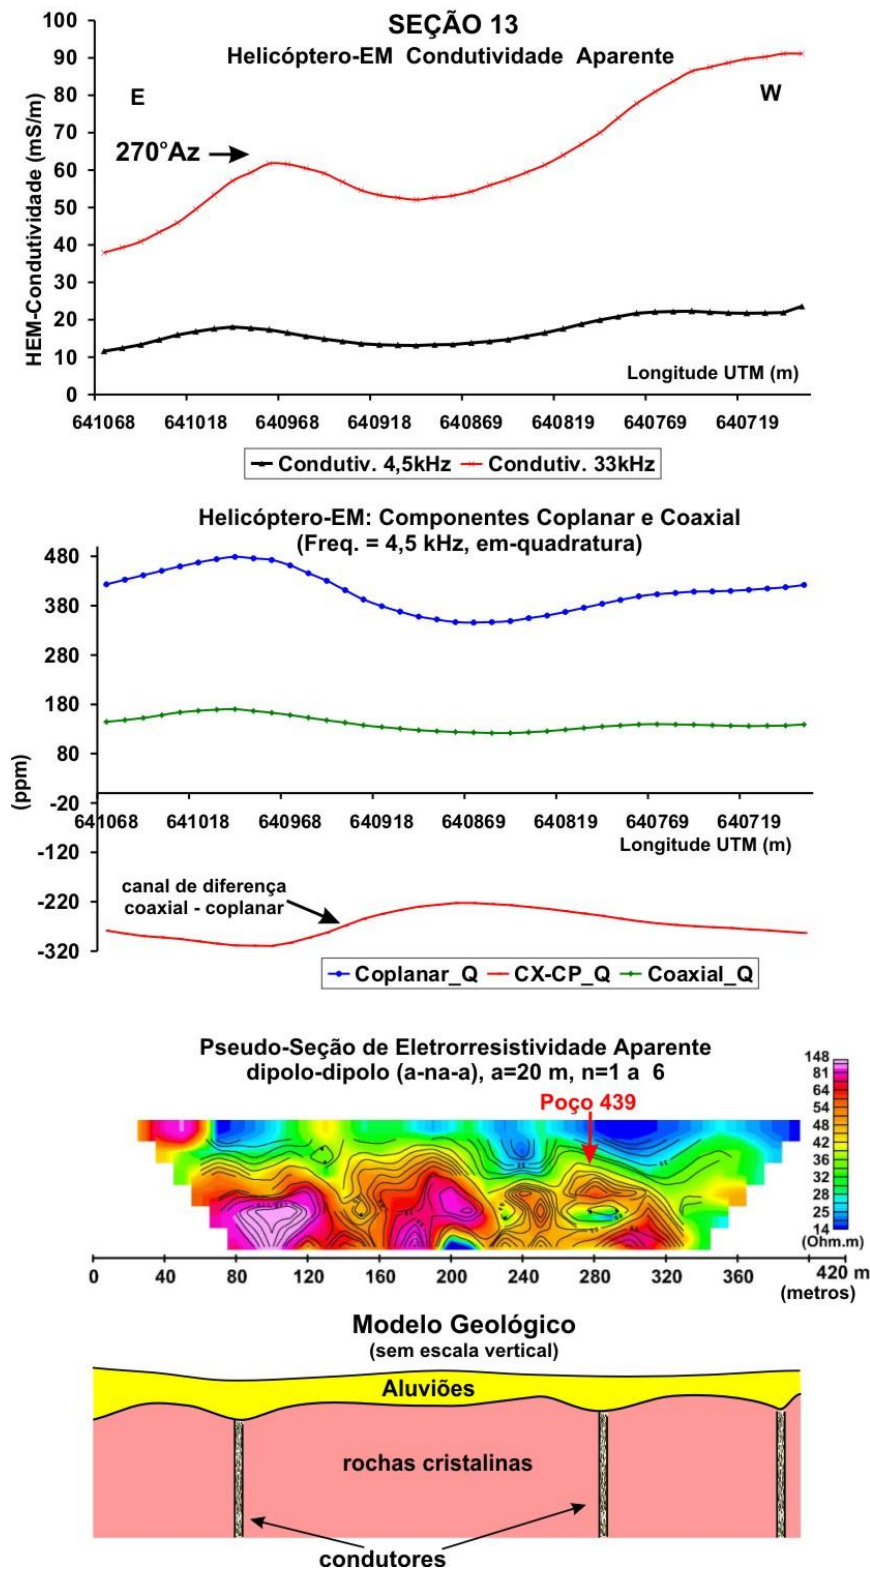 SEÇÃO 13
Helicóptero-EM Condutividade Aparente
HEM-Condutividade (mS/m)
100
90
80
70
60
50
40
30
20
10
0
E
W
270°Az
Longitude UTM (m)
641068 641018 640968 640918 640869 640819 640769 640719
Condutiv. 4,5kHz Condutiv. 33kHz
Helicóptero-EM: Componentes Coplanar e Coaxial
(Freq. = 4,5 kHz, em-quadratura)
(ppm)
480
380
280
180
80
-20
641068 641018 640968 640918 640869 640819 640769 640719
Longitude UTM (m)
-120
-220
-320
canal de diferença
coaxial - coplanar
Coplanar_Q CX-CP_Q Coaxial_Q
Pseudo-Seção de Eletrorresistividade Aparente
dipolo-dipolo (a-na-a), a=20 m, n=1 a 6
Poço 439
148
81
64
54
48
42
36
32
28
25
14
(Ohm.m)
0 40 80 120 160 200 240 280 320 360 420 m
(metros)
Modelo Geológico
(sem escala vertical)
Aluviões
rochas cristalinas
condutores